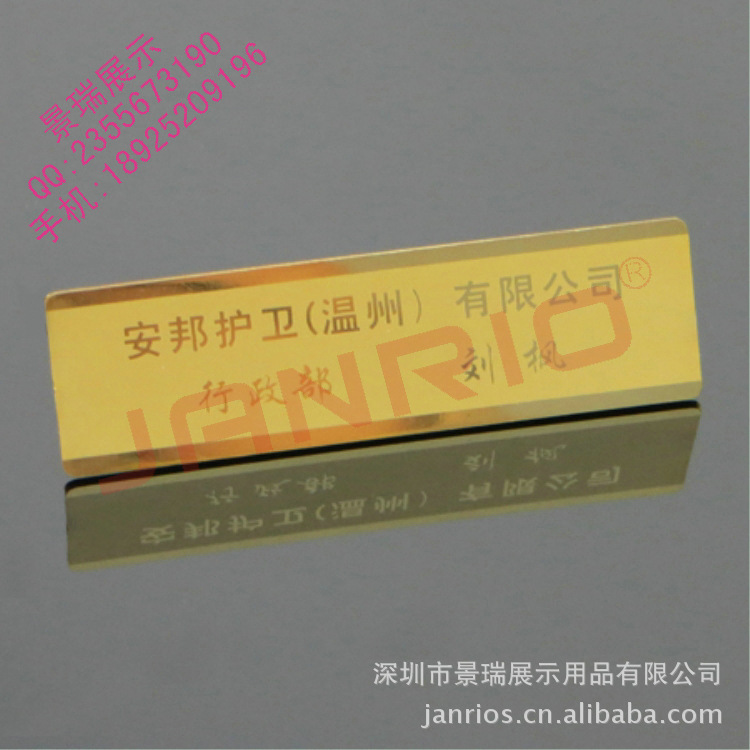 景瑞展示
QQ:2355673190
手机:18925209196
安邦护卫(温州) 有限公司
行政部 刘枫
JANRIO®
深圳市景瑞展示用品有限公司
janrios.cn.alibaba.com